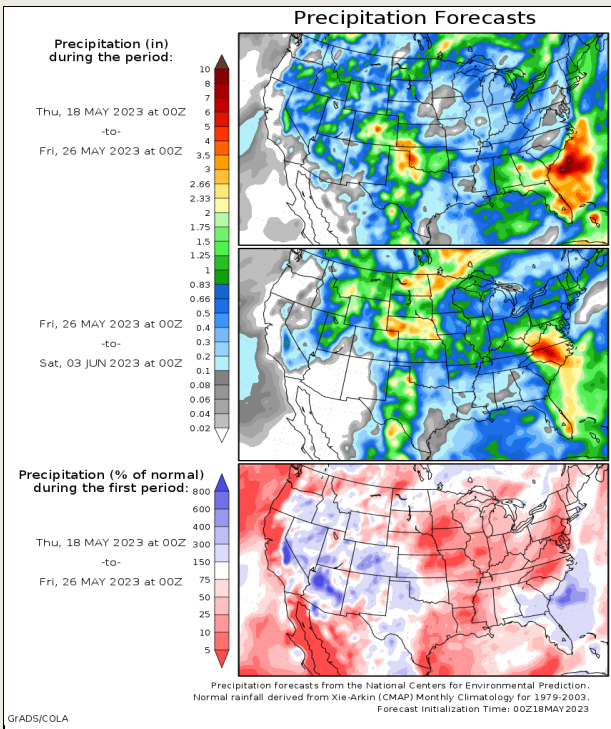 Precipitation Forecasts
Precipitation (in)
during the period:
Thu, 18 MAY 2023 at 00Z
-to-
Fri, 26 MAY 2023 at 00Z
10
8
7
6
5
4
3.5
3
2.66
2.33
2
1.75
1.5
1.25
1
0.83
0.66
0.5
0.4
0.3
0.2
0.1
0.08
0.06
0.04
0.02
Fri, 26 MAY 2023 at 00Z
-to-
Sat, 03 JUN 2023 at 00Z
Precipitation (% of normal)
during the first period:
Thu, 18 MAY 2023 at 00Z
-to-
Fri, 26 MAY 2023 at 00Z
800
600
400
300
150
75
50
25
10
5
Precipitation forecasts from the National Centers for Environmental Prediction.
Normal rainfall derived from Xie-Arkin (CMAP) Monthly Climatology for 1979-2003.
Forecast Initialization Time: 00Z18MAY2023
GrADS/COLA